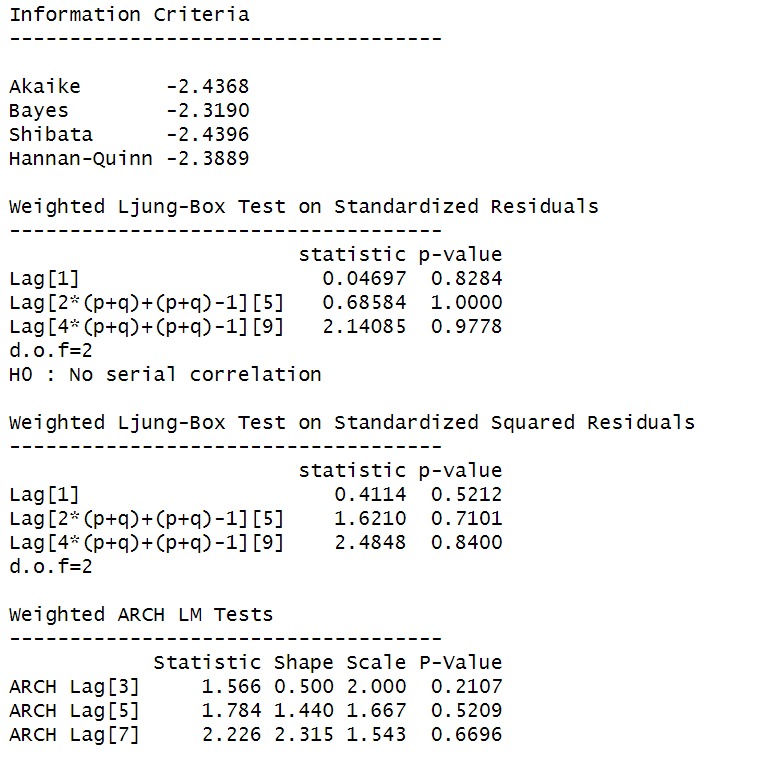 Information Criteria
------------------------------------
Akaike       -2.4368
Bayes        -2.3190
Shibata      -2.4396
Hannan-Quinn -2.3889
Weighted Ljung-Box Test on Standardized Residuals
------------------------------------
                        statistic p-value
Lag[1]                    0.04697  0.8284
Lag[2*(p+q)+(p+q)-1][5]   0.68584  1.0000
Lag[4*(p+q)+(p+q)-1][9]   2.14085  0.9778
d.o.f=2
H0 : No serial correlation
Weighted Ljung-Box Test on Standardized Squared Residuals
------------------------------------
                        statistic p-value
Lag[1]                     0.4114  0.5212
Lag[2*(p+q)+(p+q)-1][5]    1.6210  0.7101
Lag[4*(p+q)+(p+q)-1][9]    2.4848  0.8400
d.o.f=2
Weighted ARCH LM Tests
------------------------------------
            Statistic Shape Scale P-Value
ARCH Lag[3]     1.566 0.500 2.000  0.2107
ARCH Lag[5]     1.784 1.440 1.667  0.5209
ARCH Lag[7]     2.226 2.315 1.543  0.6696